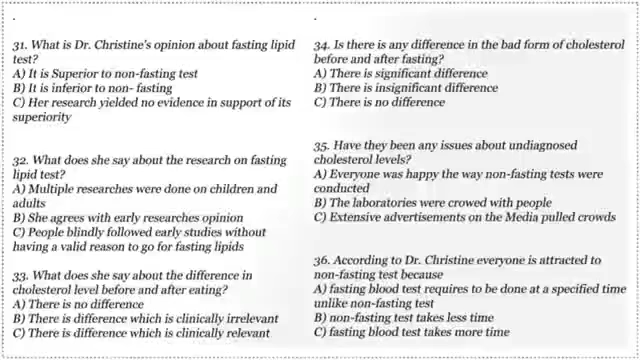 31. What is Dr. Christine's opinion about fasting lipid
test?
A) It is Superior to non-fasting test
B) It is inferior to non- fasting
C) Her research yielded no evidence in support of its
superiority
32. What does she say about the research on fasting
lipid test?
A) Multiple researches were done on children and
adults
B) She agrees with early researches opinion
C) People blindly followed early studies without
having a valid reason to go for fasting lipids
33. What does she say about the difference in
cholesterol level before and after eating?
A) There is no difference
B) There is difference which is clinically irrelevant
C) There is difference which is clinically relevant
34. Is there is any difference in the bad form of cholesterol
before and after fasting?
A) There is significant difference
B) There is insignificant difference
C) There is no difference
35. Have they been any issues about undiagnosed
cholesterol levels?
A) Everyone was happy the way non-fasting tests were
conducted
B) The laboratories were crowed with people
C) Extensive advertisements on the Media pulled crowds
36. According to Dr. Christine everyone is attracted to
non-fasting test because
A) fasting blood test requires to be done at a specified time
unlike non-fasting test
B) non-fasting test takes less time
C) fasting blood test takes more time